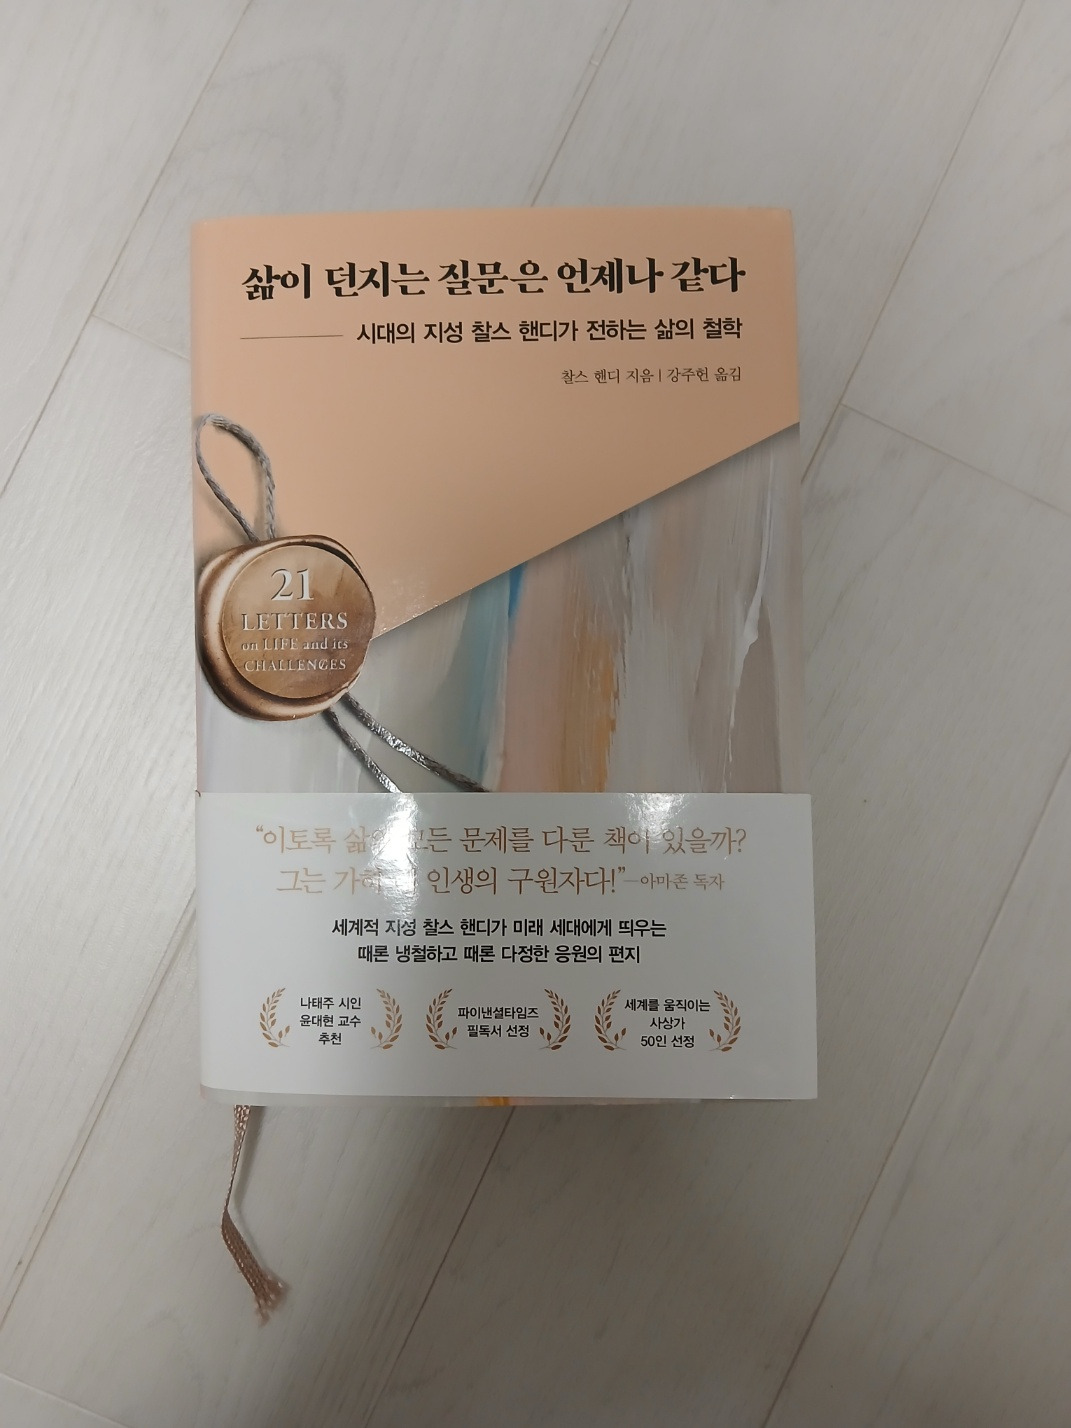 삶이 던지는 질문은 언제나 같다
시대의 지성 찰스 핸디가 전하는 삶의 철학
찰스 핸디 지음 | 강주헌 옮김
21
LETTERS
on LIFE and its
CHALLENGES
“이토록 모든 문제를 다룬 책이 있을까?
그는 인생의 구원자다!”—아마존 독자
세계적 지성 찰스 핸디가 미래 세대에게 띄우는
때론 냉철하고 때론 다정한 응원의 편지
나태주 시인
윤대현 교수
추천
파이낸셜타임즈
필독서 선정
세계를 움직이는
사상가
50인 선정